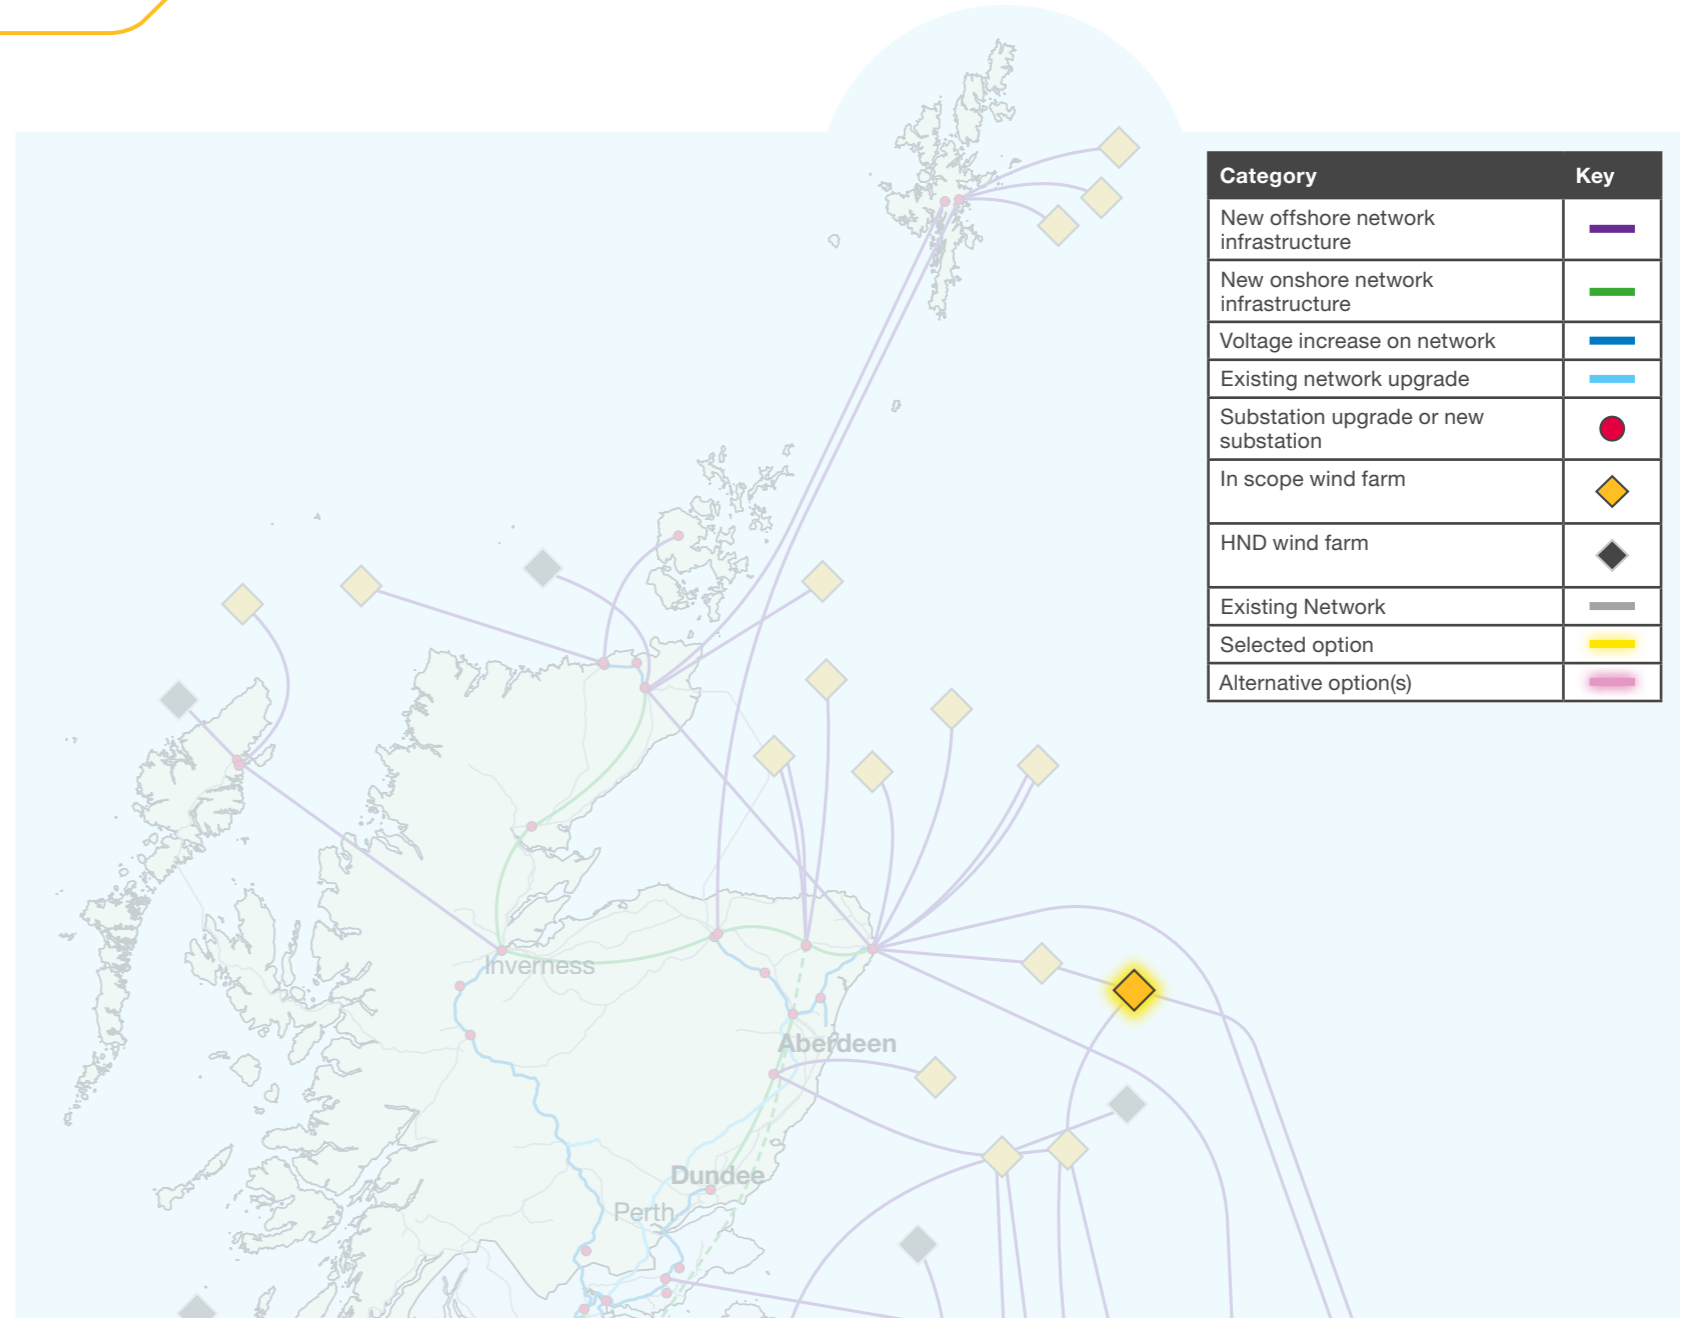 Category Key
New offshore network
infrastructure
New onshore network
infrastructure
Voltage increase on network
Existing network upgrade
Substation upgrade or new
substation
In scope wind farm
HND wind farm
Existing Network
Selected option
Alternative option(s)
Inverness
Aberdeen
Dundee
Perth